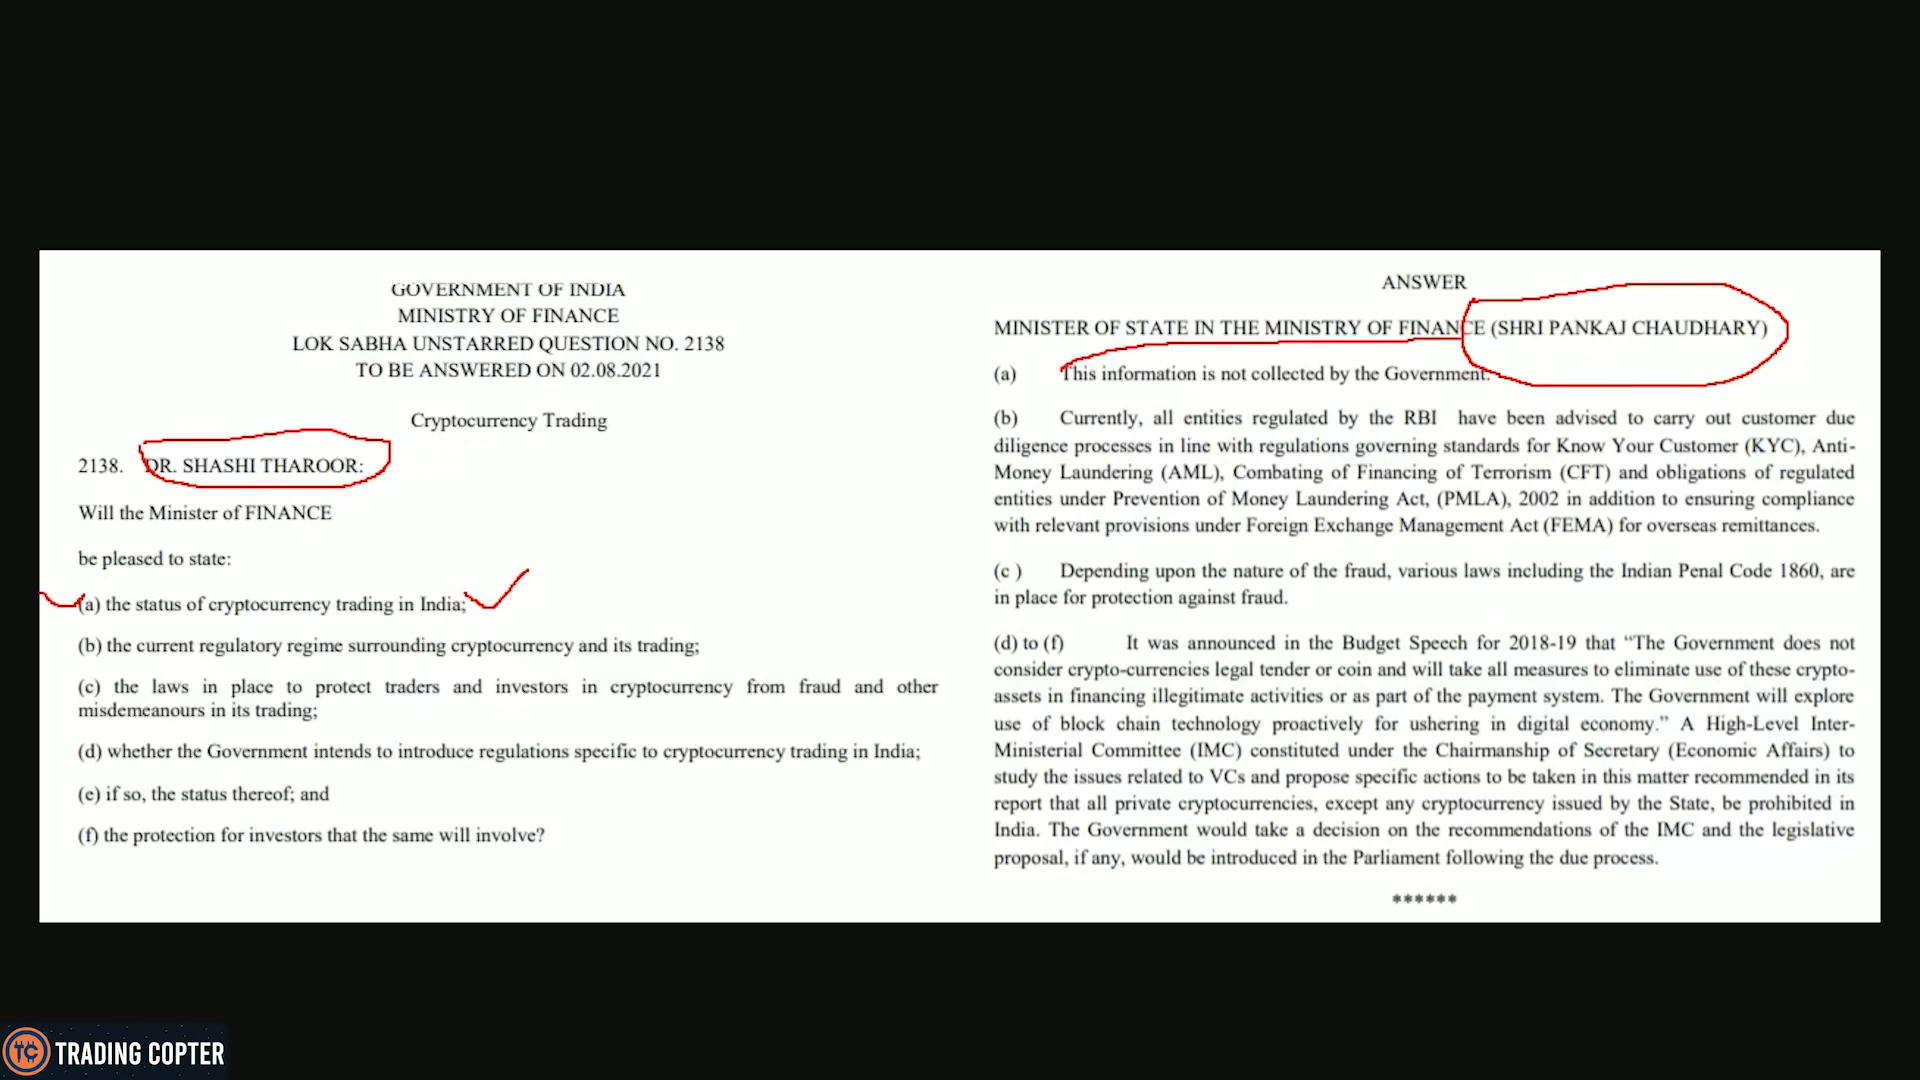 GOVERNMENT OF INDIA
MINISTRY OF FINANCE
LOK SABHA UNSTARRED QUESTION NO. 2138
TO BE ANSWERED ON 02.08.2021
Cryptocurrency Trading
2138. DR. SHASHI THAROOR:
Will the Minister of FINANCE
be pleased to state:
(a) the status of cryptocurrency trading in India;
(b) the current regulatory regime surrounding cryptocurrency and its trading;
(c) the laws in place to protect traders and investors in cryptocurrency from fraud and other
misdemeanours in its trading;
(d) whether the Government intends to introduce regulations specific to cryptocurrency trading in India;
(e) if so, the status thereof; and
(f) the protection for investors that the same will involve?
ANSWER
MINISTER OF STATE IN THE MINISTRY OF FINANCE (SHRI PANKAJ CHAUDHARY)
(a) This information is not collected by the Government.
(b) Currently, all entities regulated by the RBI have been advised to carry out customer due
diligence processes in line with regulations governing standards for Know Your Customer (KYC), Anti-
Money Laundering (AML), Combating of Financing of Terrorism (CFT) and obligations of regulated
entities under Prevention of Money Laundering Act, (PMLA), 2002 in addition to ensuring compliance
with relevant provisions under Foreign Exchange Management Act (FEMA) for overseas remittances.
(c ) Depending upon the nature of the fraud, various laws including the Indian Penal Code 1860, are
in place for protection against fraud.
(d) to (f) It was announced in the Budget Speech for 2018-19 that “The Government does not
consider crypto-currencies legal tender or coin and will take all measures to eliminate use of these crypto-
assets in financing illegitimate activities or as part of the payment system. The Government will explore
use of block chain technology proactively for ushering in digital economy.” A High-Level Inter-
Ministerial Committee (IMC) constituted under the Chairmanship of Secretary (Economic Affairs) to
study the issues related to VCs and propose specific actions to be taken in this matter recommended in its
report that all private cryptocurrencies, except any cryptocurrency issued by the State, be prohibited in
India. The Government would take a decision on the recommendations of the IMC and the legislative
proposal, if any, would be introduced in the Parliament following the due process.
******
TC TRADING COPTER